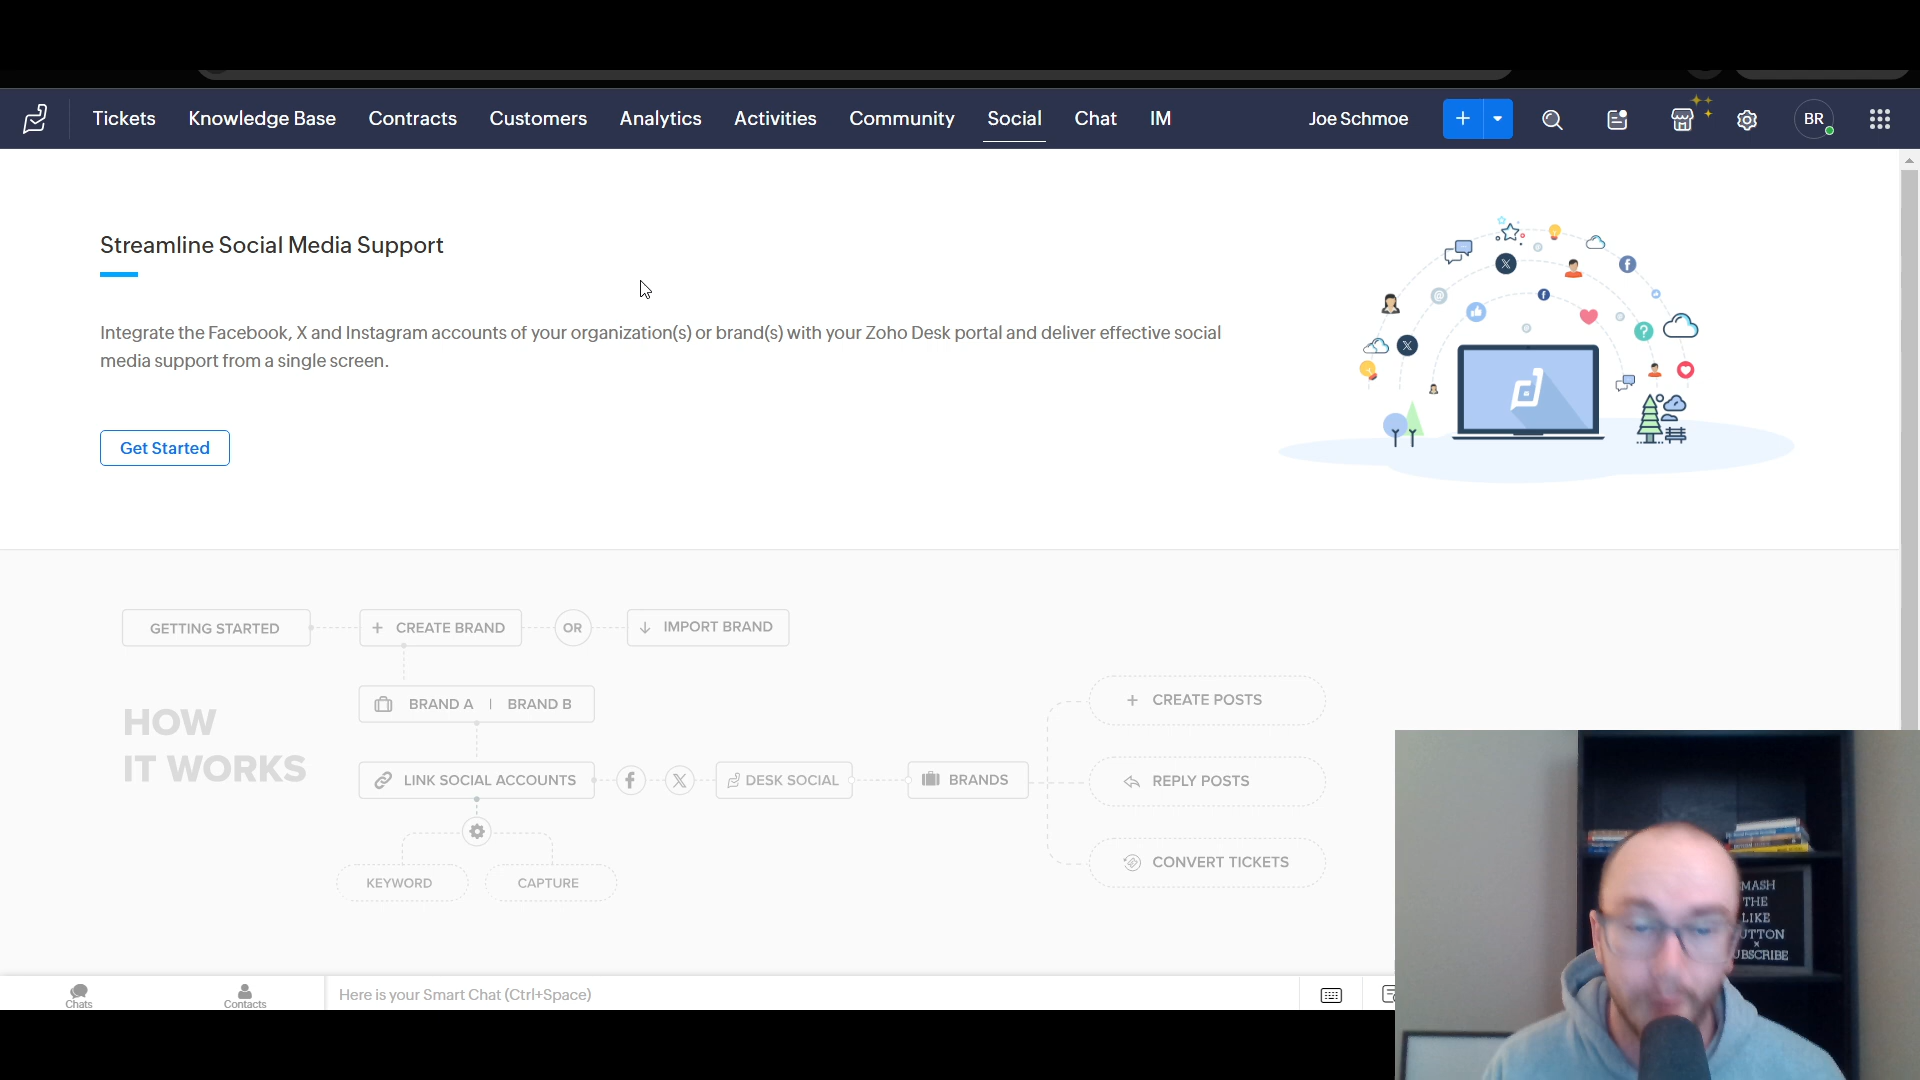 Tickets Knowledge Base Contracts Customers Analytics Activities Community Social Chat IM Joe Schmoe BR
Streamline Social Media Support
Integrate the Facebook, X and Instagram accounts of your organization(s) or brand(s) with your Zoho Desk portal and deliver effective social
media support from a single screen.
Get Started
GETTING STARTED + CREATE BRAND OR IMPORT BRAND
BRAND A | BRAND B
HOW
IT WORKS
LINK SOCIAL ACCOUNTS DESK SOCIAL BRANDS
+ CREATE POSTS
REPLY POSTS
CONVERT TICKETS
KEYWORD CAPTURE
Chats Contacts Here is your Smart Chat (Ctrl+Space)
MASH
THE
LIKE
UTTON
×
UBSCRIBE